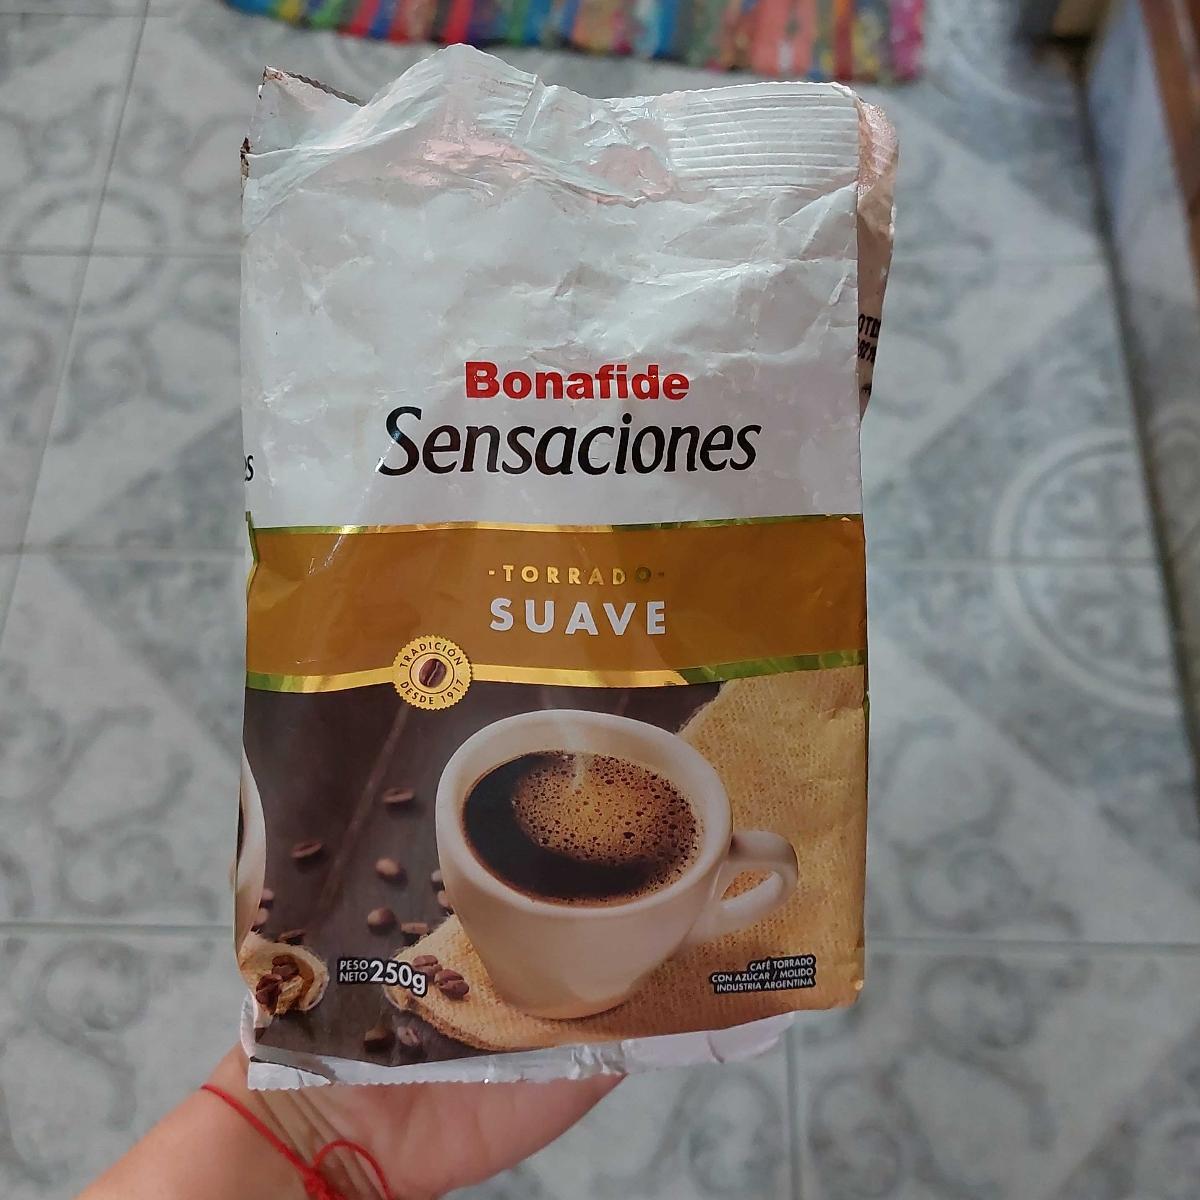 Bonafide
Sensaciones
-TORRADO-
SUAVE
TRADICIÓN
DESDE 1917
PESO
NETO 250g
CAFÉ TORRADO
CON AZÚCAR / MOLIDO
INDUSTRIA ARGENTINA